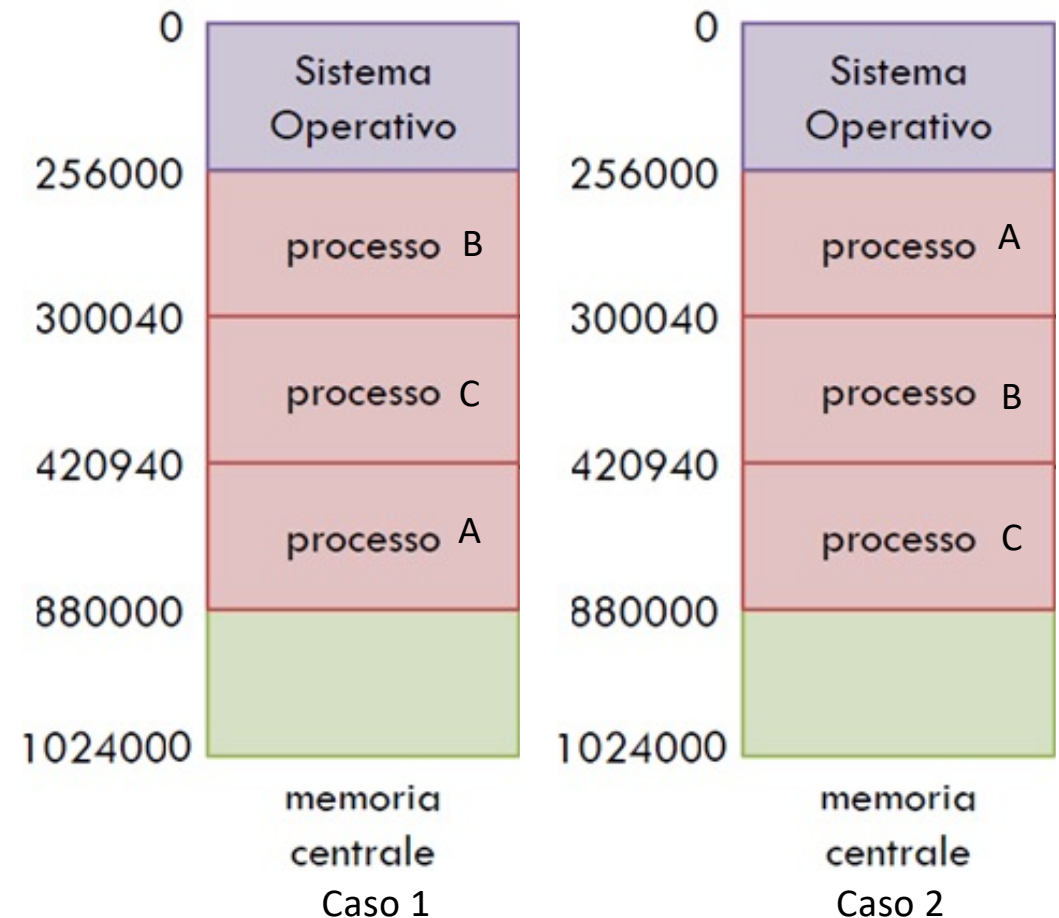 0
Sistema
Operativo
256000
processo B
300040
processo C
420940
processo A
880000
1024000
memoria
centrale
Caso 1
0
Sistema
Operativo
256000
processo A
300040
processo B
420940
processo C
880000
1024000
memoria
centrale
Caso 2